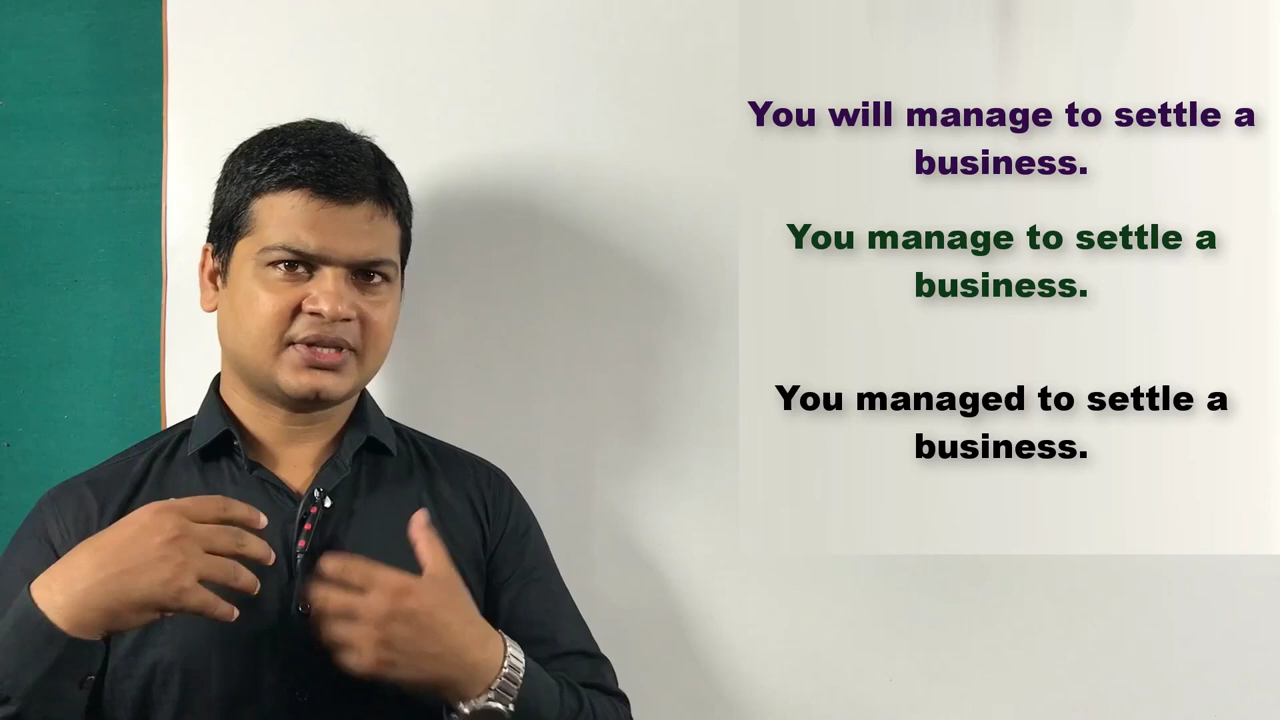 You will manage to settle a
business.
You manage to settle a
business.
You managed to settle a
business.